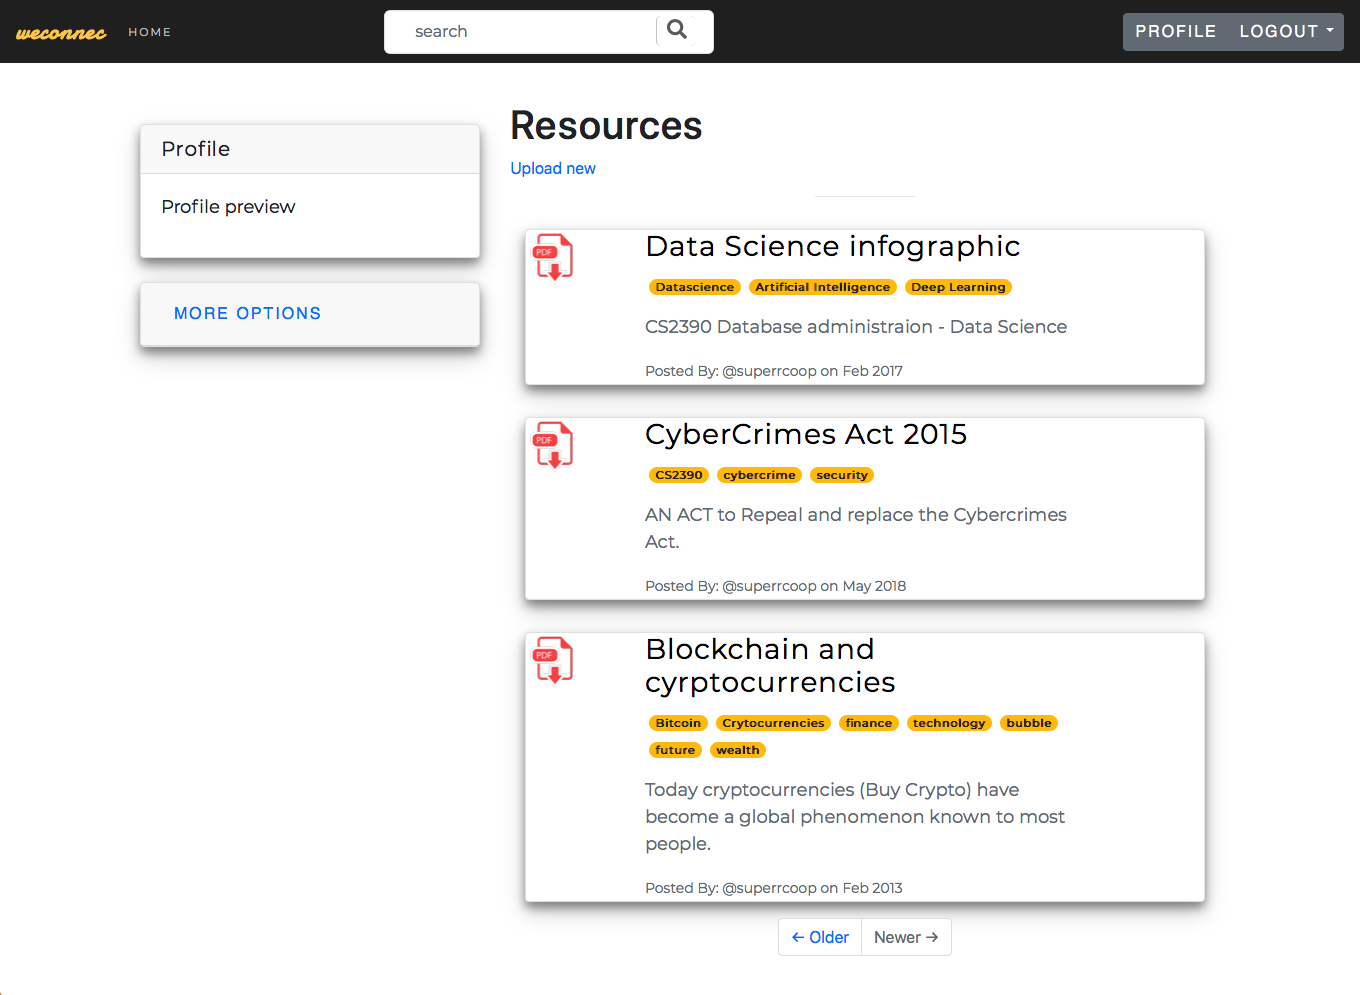 weconnec HOME search PROFILE LOGOUT
Profile
Profile preview
MORE OPTIONS
Resources
Upload new
PDF
Data Science infographic
Datascience Artificial Intelligence Deep Learning
CS2390 Database administraion - Data Science
Posted By: @superrcoop on Feb 2017
PDF
CyberCrimes Act 2015
CS2390 cybercrime security
AN ACT to Repeal and replace the Cybercrimes
Act.
Posted By: @superrcoop on May 2018
PDF
Blockchain and
cyrptocurrencies
Bitcoin Crytocurrencies finance technology bubble
future wealth
Today cryptocurrencies (Buy Crypto) have
become a global phenomenon known to most
people.
Posted By: @superrcoop on Feb 2013
← Older Newer →